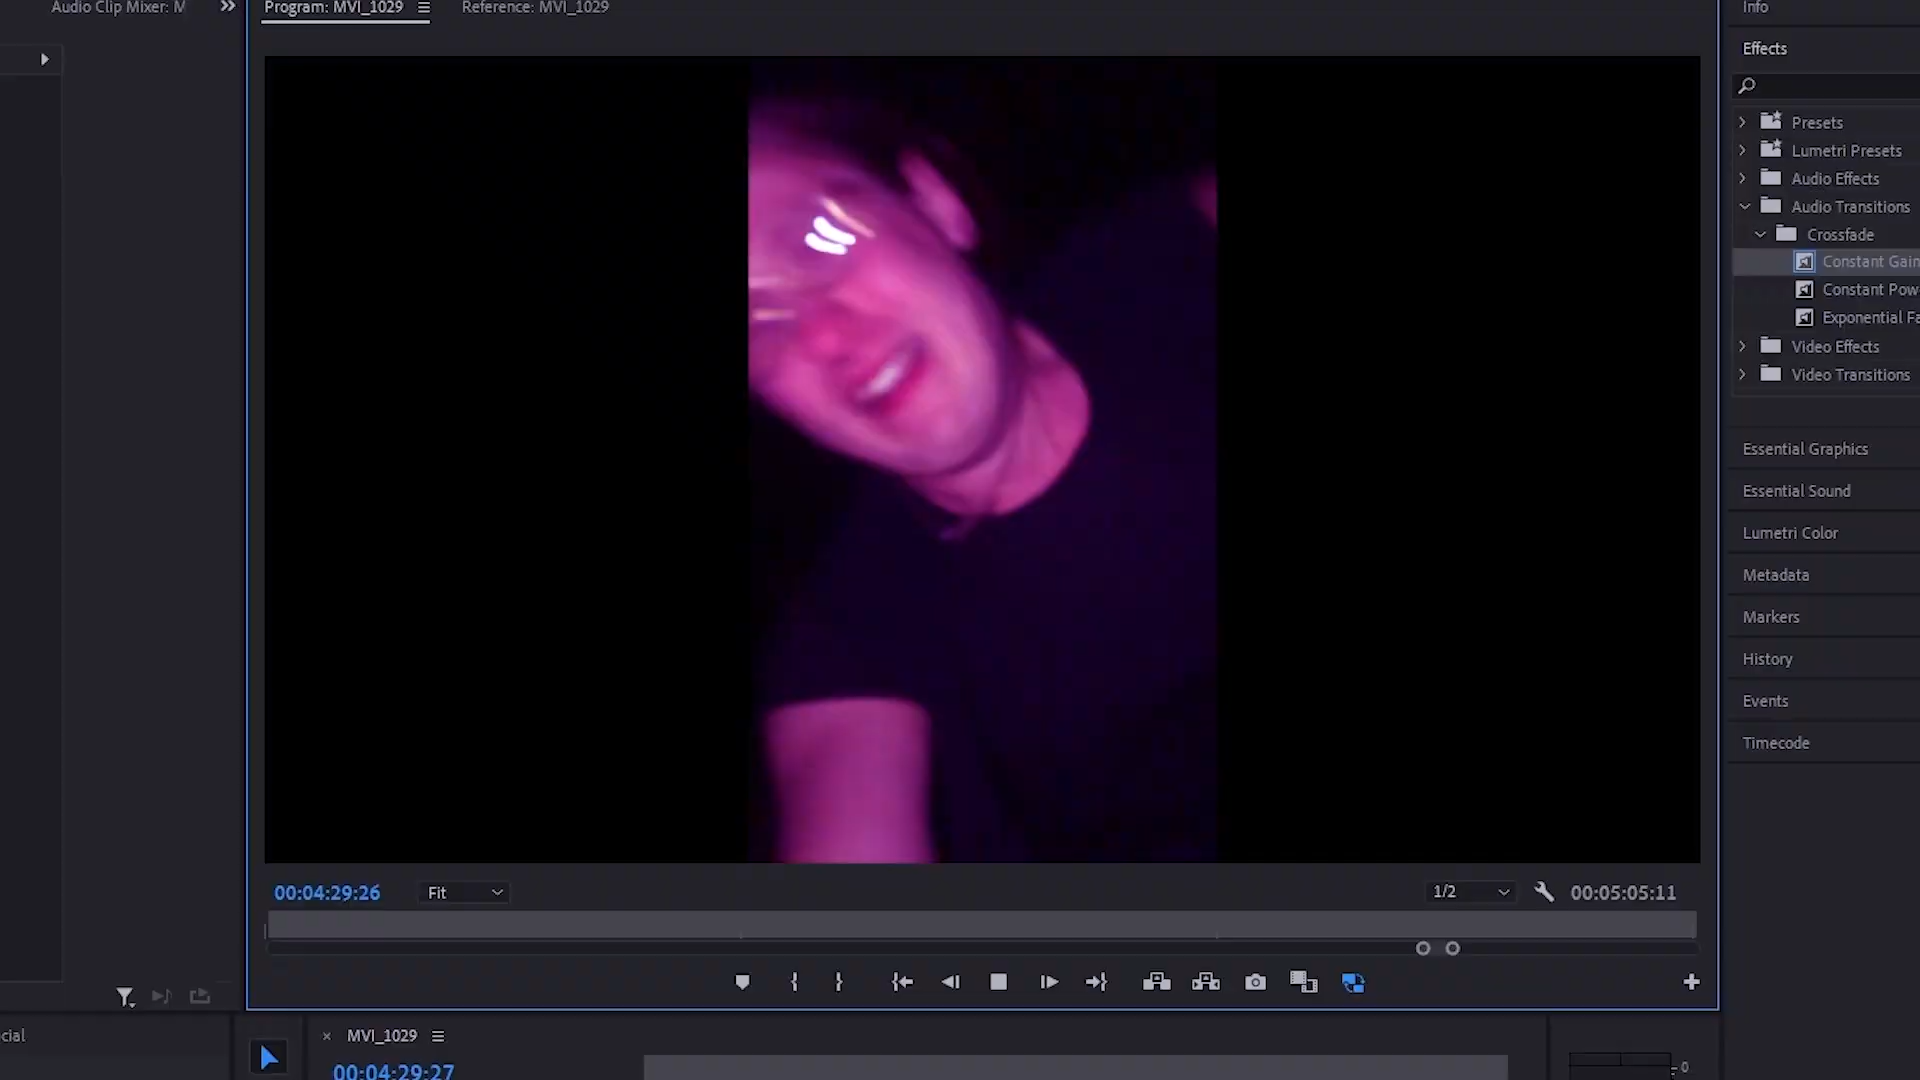 Audio Clip Mixer: M
Program: MVI_1029
Reference: MVI_1029
Info
Effects
Presets
Lumetri Presets
Audio Effects
Audio Transitions
Crossfade
Constant Gain
Constant Pow
Exponential Fa
Video Effects
Video Transitions
Essential Graphics
Essential Sound
Lumetri Color
Metadata
Markers
History
Events
Timecode
00:04:29:26
Fit
1/2
00:05:05:11
cial
× MVI_1029
00:04:29:27
0